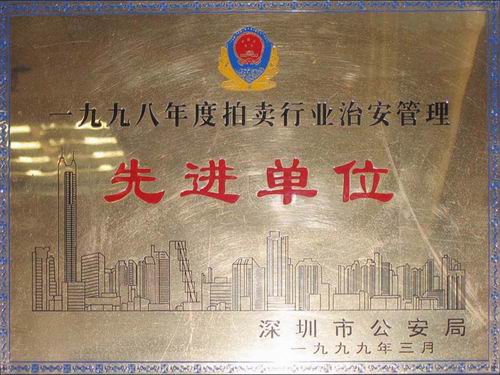 一九九八年度拍卖行业治安管理
先进单位
深圳市公安局
一九九九年三月